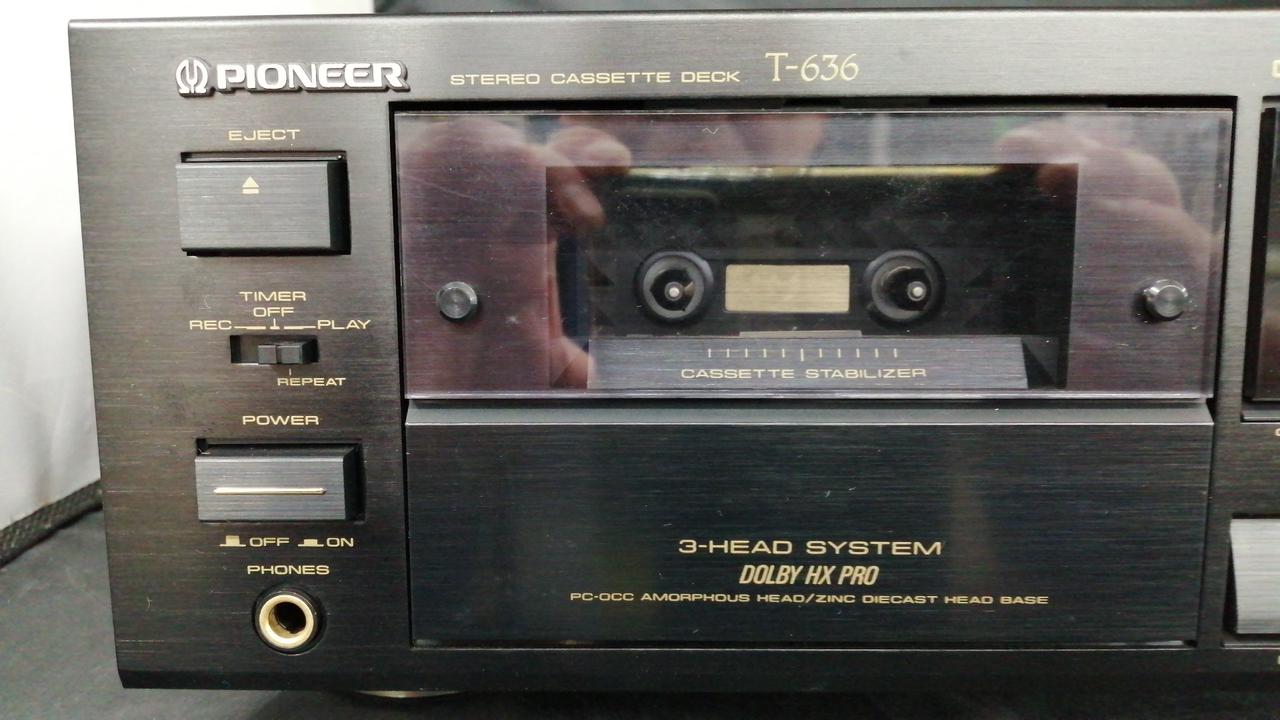 PIONEER
STEREO CASSETTE DECK T-636
EJECT
TIMER
OFF
REC PLAY
REPEAT
CASSETTE STABILIZER
POWER
OFF ON
PHONES
3-HEAD SYSTEM
DOLBY HX PRO
PC-OCC AMORPHOUS HEAD/ZINC DIECAST HEAD BASE